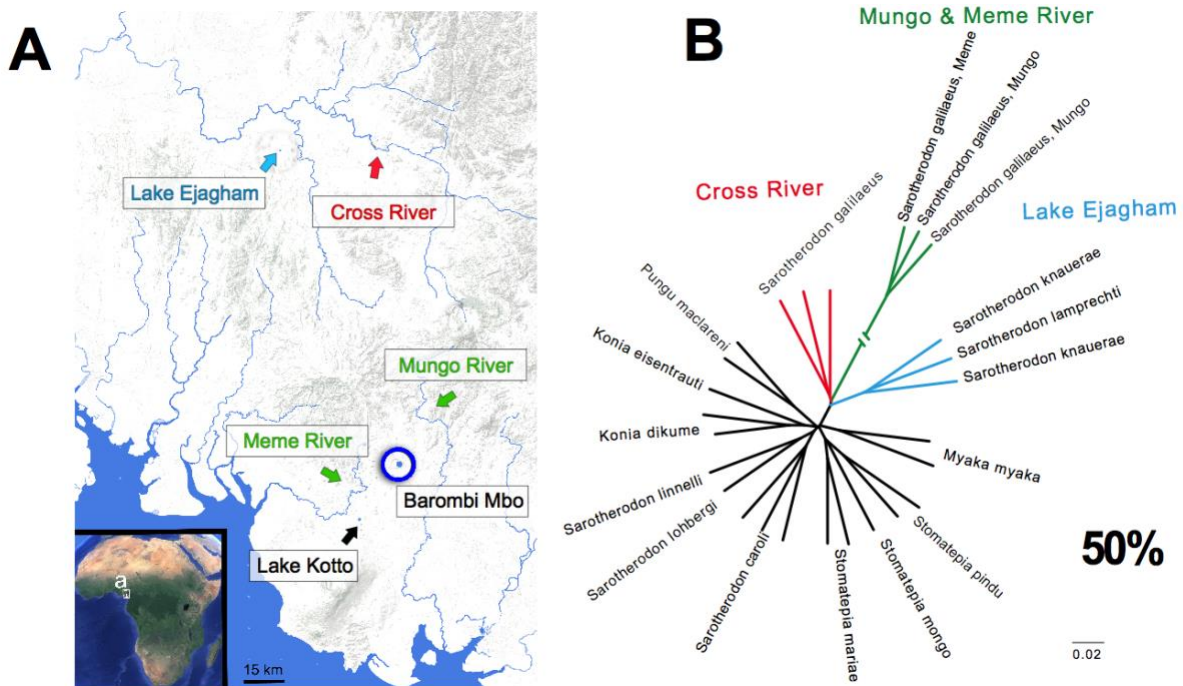 A
Lake Ejagham
Cross River
Mungo River
Meme River
Barombi Mbo
Lake Kotto
a
15 km
B
Mungo & Meme River
Sarotherodon galilaeus, Meme
Sarotherodon galilaeus, Mungo
Sarotherodon galilaeus, Mungo
Cross River
Sarotherodon galilaeus
Lake Ejagham
Sarotherodon knauerae
Sarotherodon lamprechti
Sarotherodon knauerae
Pungu maclareni
Konia eisentrauti
Konia dikume
Sarotherodon linnelli
Sarotherodon lohbergi
Sarotherodon caroli
Stomatepia mariae
Stomatepia mongo
Stomatepia pindu
Myaka myaka
50%
0.02